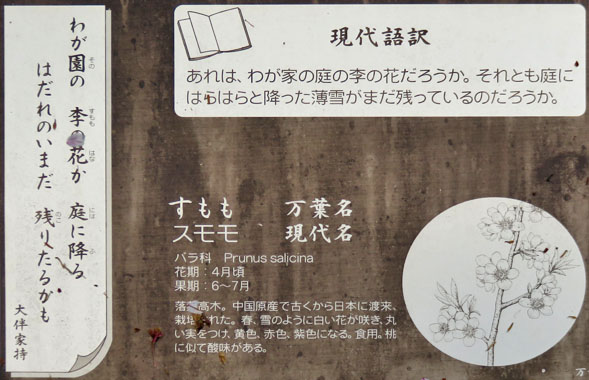 わが園の 李の花か 庭に降る
はだれのいまだ 残りたるかも
大伴家持
現代語訳
あれは、わが家の庭の李の花だろうか。それとも庭に
はらはらと降った薄雪がまだ残っているのだろうか。
すもも 万葉名
スモモ 現代名
バラ科 Prunus saljcina
花期：4月頃
果期：6〜7月
落 高木。中国原産で古くから日本に渡来、
栽培 れた。春、雪のように白い花が咲き、丸
い実をつけ、黄色、赤色、紫色になる。食用。桃
に似て酸味がある。
万